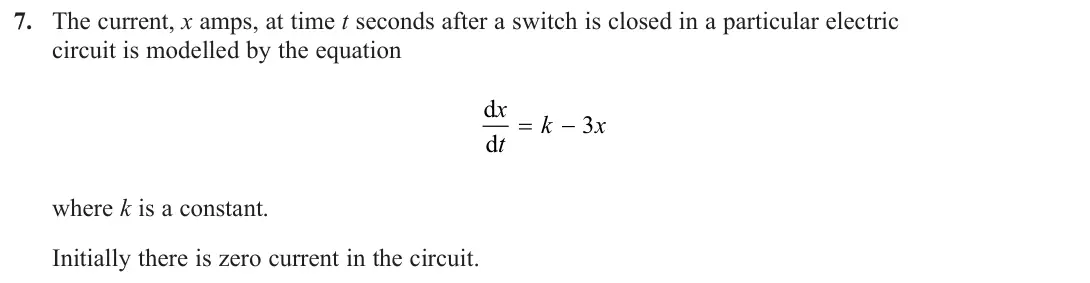 7. The current, x amps, at time t seconds after a switch is closed in a particular electric
circuit is modelled by the equation
dx/dt = k − 3x
where k is a constant.
Initially there is zero current in the circuit.